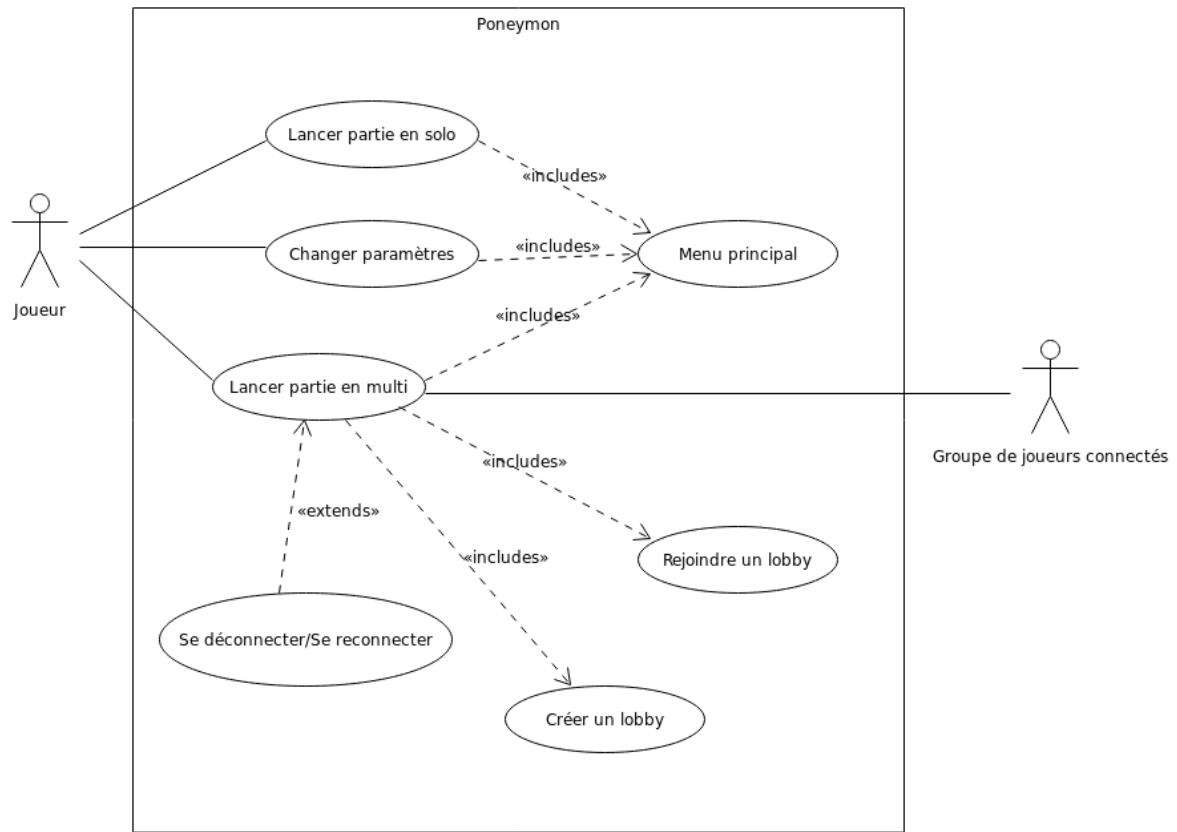 Poneymon
Lancer partie en solo
«includes»
Changer paramètres
«includes»
Menu principal
Joueur
«includes»
Lancer partie en multi
Groupe de joueurs connectés
«includes»
«extends»
«includes»
Rejoindre un lobby
Se déconnecter/Se reconnecter
Créer un lobby